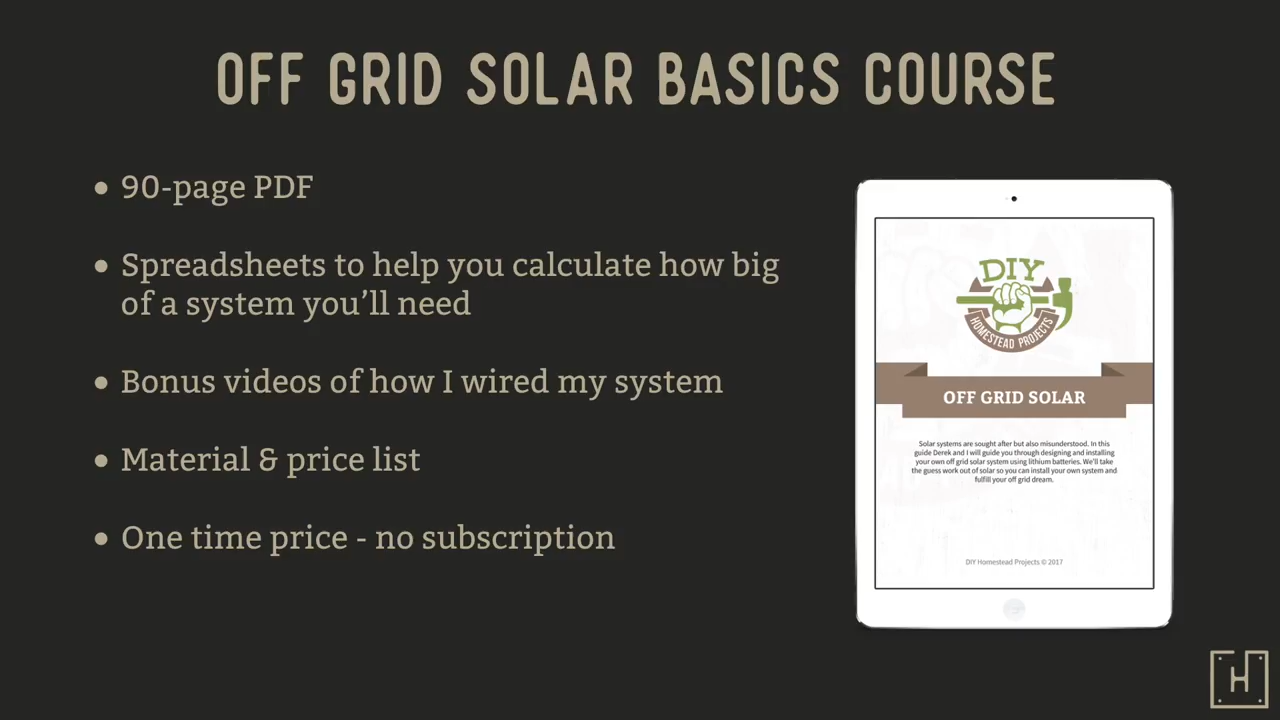 OFF GRID SOLAR BASICS COURSE
• 90-page PDF
• Spreadsheets to help you calculate how big
of a system you’ll need
• Bonus videos of how I wired my system
• Material & price list
• One time price - no subscription
DIY
HOMESTEAD PROJECTS
OFF GRID SOLAR
Solar systems are sought after but also misunderstood. In this
guide Derek and I will guide you through designing and installing
your own off grid solar system using lithium batteries. We'll take
the guess work out of solar so you can install your own system and
fulfill your off grid dream.
DIY Homestead Projects © 2017
H